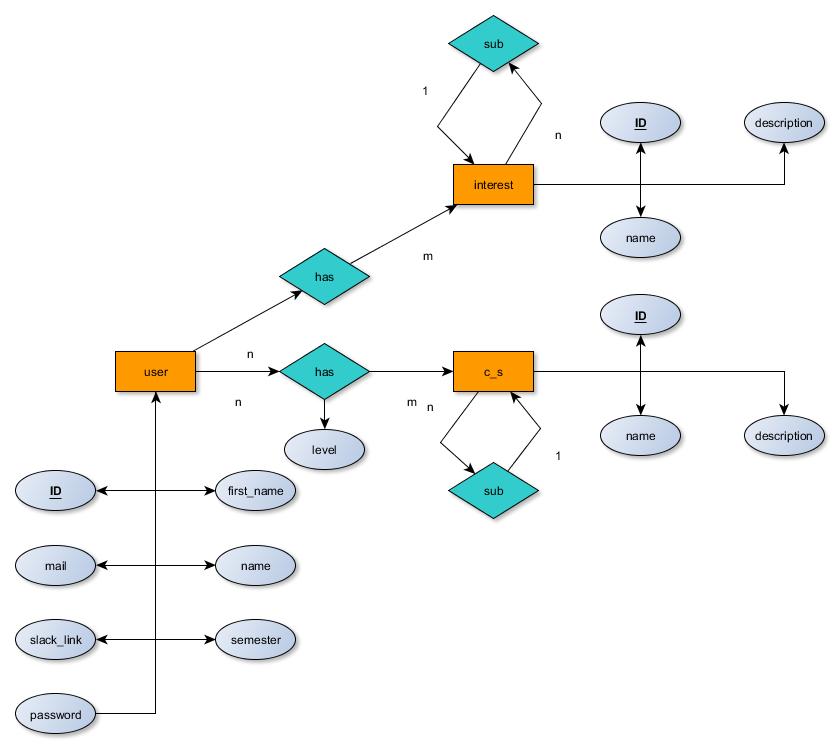 sub
1
n
ID
description
interest
name
has
m
ID
user
n
has
c_s
n
m
n
level
name
description
1
sub
ID
first_name
mail
name
slack_link
semester
password